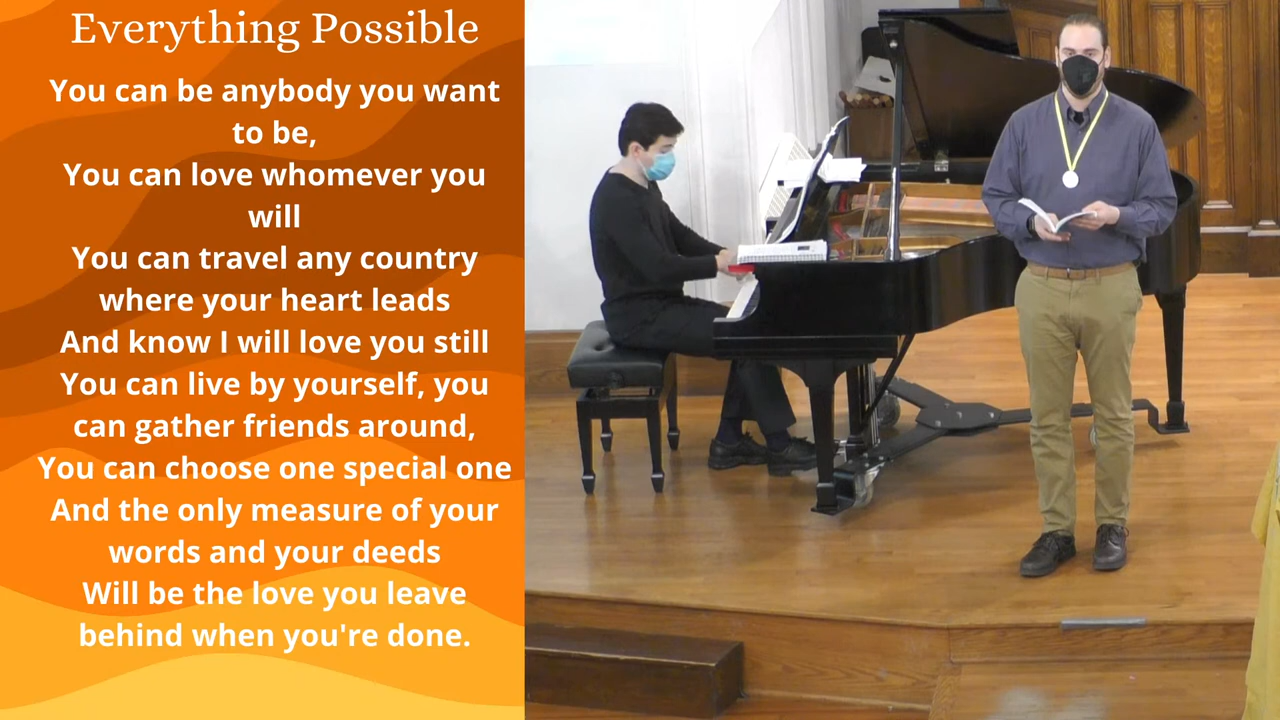 Everything Possible
You can be anybody you want
to be,
You can love whomever you
will
You can travel any country
where your heart leads
And know I will love you still
You can live by yourself, you
can gather friends around,
You can choose one special one
And the only measure of your
words and your deeds
Will be the love you leave
behind when you're done.